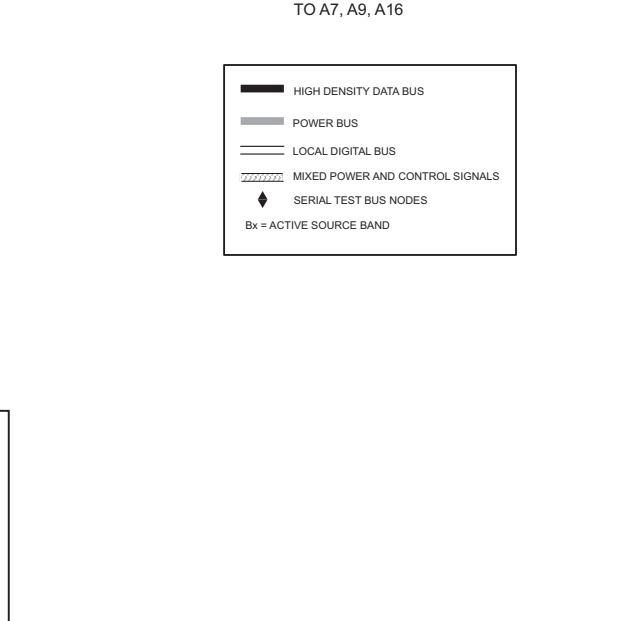 TO A7, A9, A16
HIGH DENSITY DATA BUS
POWER BUS
LOCAL DIGITAL BUS
MIXED POWER AND CONTROL SIGNALS
SERIAL TEST BUS NODES
Bx = ACTIVE SOURCE BAND